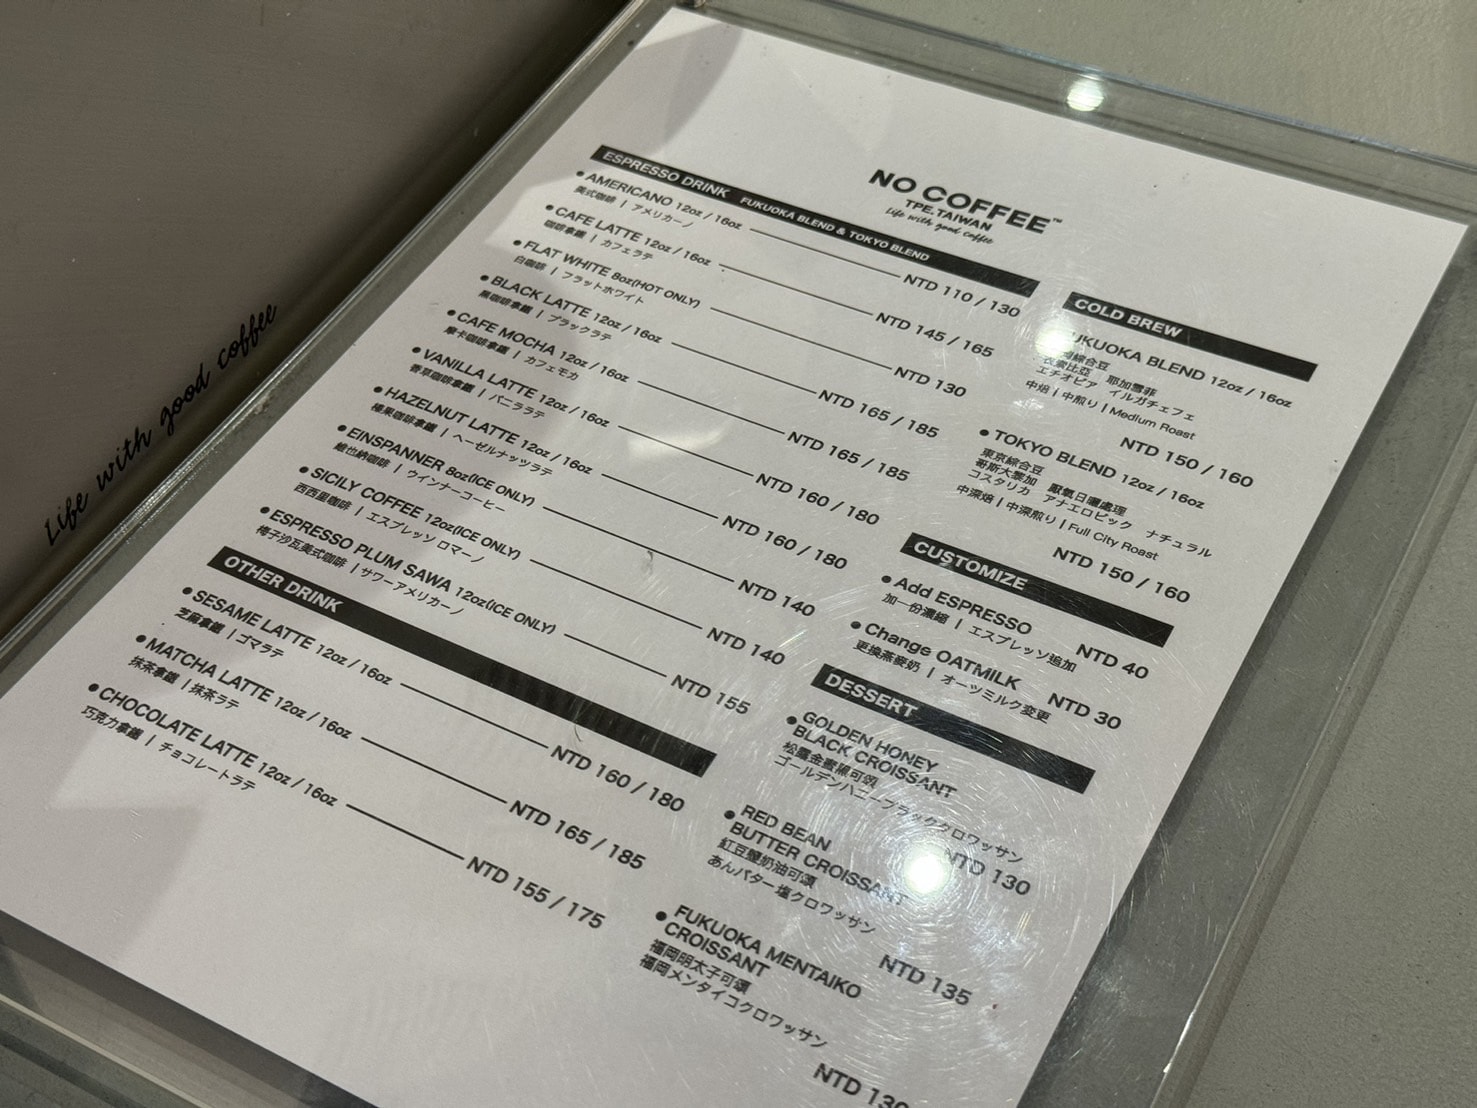 Life with good coffee
NO COFFEE™
TPE.TAIWAN
Life with good coffee
ESPRESSO DRINK FUKUOKA BLEND & TOKYO BLEND
• AMERICANO 12oz / 16oz NTD 110 / 130
美式咖啡 | アメリカーノ
• CAFE LATTE 12oz / 16oz NTD 145 / 165
咖啡拿鐵 | カフェラテ
• FLAT WHITE 8oz(HOT ONLY) NTD 130
白咖啡 | フラットホワイト
• BLACK LATTE 12oz / 16oz NTD 165 / 185
黑咖啡拿鐵 | ブラックラテ
• CAFE MOCHA 12oz / 16oz NTD 165 / 185
摩卡咖啡拿鐵 | カフェモカ
• VANILLA LATTE 12oz / 16oz NTD 160 / 180
香草咖啡拿鐵 | バニララテ
• HAZELNUT LATTE 12oz / 16oz NTD 160 / 180
榛果咖啡拿鐵 | ヘーゼルナッツラテ
• EINSPANNER 8oz(ICE ONLY) NTD 140
維也納咖啡 | ウインナーコーヒー
• SICILY COFFEE 12oz(ICE ONLY) NTD 140
西西里咖啡 | エスプレッソ ロマーノ
• ESPRESSO PLUM SAWA 12oz(ICE ONLY) NTD 155
梅子沙瓦美式咖啡 | サワーアメリカーノ
OTHER DRINK
• SESAME LATTE 12oz / 16oz NTD 160 / 180
芝麻拿鐵 | ゴマラテ
• MATCHA LATTE 12oz / 16oz NTD 165 / 185
抹茶拿鐵 | 抹茶ラテ
• CHOCOLATE LATTE 12oz / 16oz NTD 155 / 175
巧克力拿鐵 | チョコレートラテ
COLD BREW
FUKUOKA BLEND 12oz / 16oz
福岡綜合豆
衣索比亞 耶加雪菲
エチオピア イルガチェフェ
中焙 | 中煎り | Medium Roast
NTD 150 / 160
• TOKYO BLEND 12oz / 16oz
東京綜合豆
哥斯大黎加 厭氧日曬處理
コスタリカ アナエロビック ナチュラル
中深焙 | 中深煎り | Full City Roast
NTD 150 / 160
CUSTOMIZE
• Add ESPRESSO NTD 40
加一份濃縮 | エスプレッソ追加
• Change OATMILK NTD 30
更換燕麥奶 | オーツミルク変更
DESSERT
• GOLDEN HONEY
BLACK CROISSANT
松露金蜜黑可頌
ゴールデンハニーブラッククロワッサン
NTD 130
• RED BEAN
BUTTER CROISSANT
紅豆鹽奶油可頌
あんバター塩クロワッサン
NTD 135
• FUKUOKA MENTAIKO
CROISSANT
福岡明太子可頌
福岡メンタイコクロワッサン
NTD 130